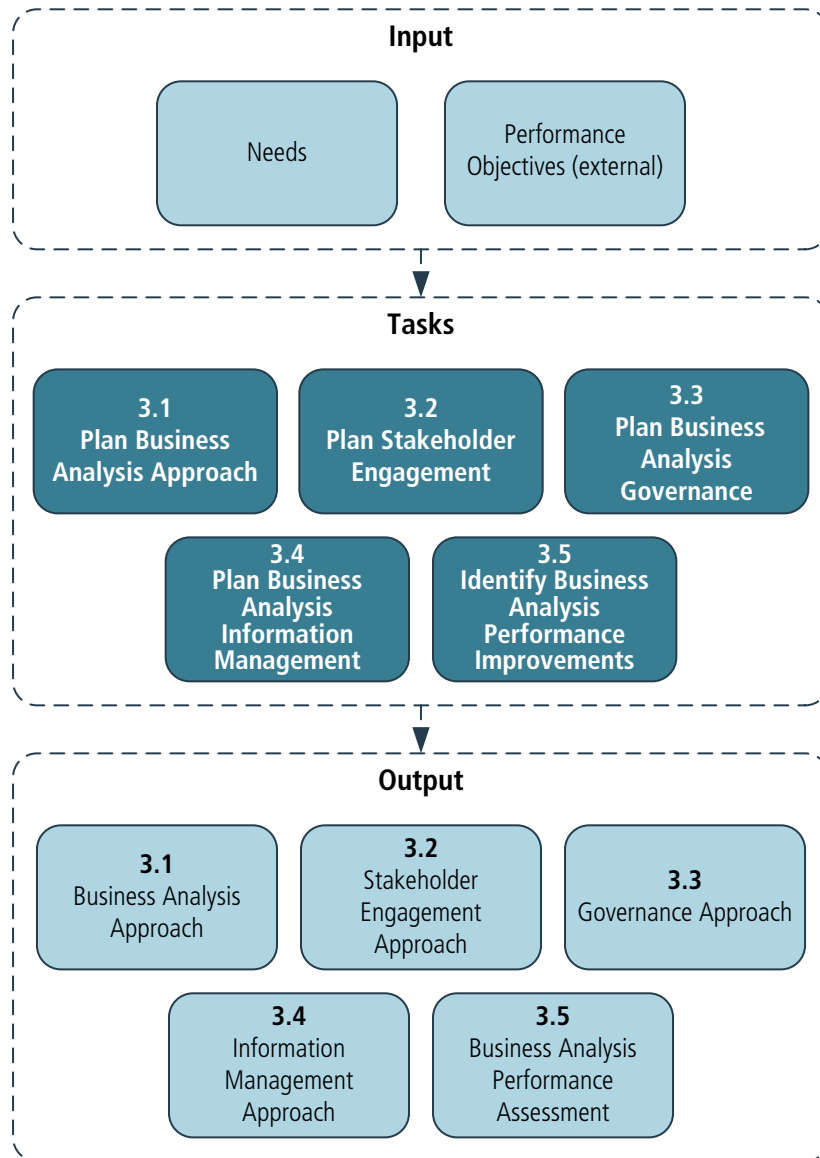 Input
Needs
Performance
Objectives (external)
Tasks
3.1
Plan Business
Analysis Approach
3.2
Plan Stakeholder
Engagement
3.3
Plan Business
Analysis
Governance
3.4
Plan Business
Analysis
Information
Management
3.5
Identify Business
Analysis
Performance
Improvements
Output
3.1
Business Analysis
Approach
3.2
Stakeholder
Engagement
Approach
3.3
Governance Approach
3.4
Information
Management
Approach
3.5
Business Analysis
Performance
Assessment